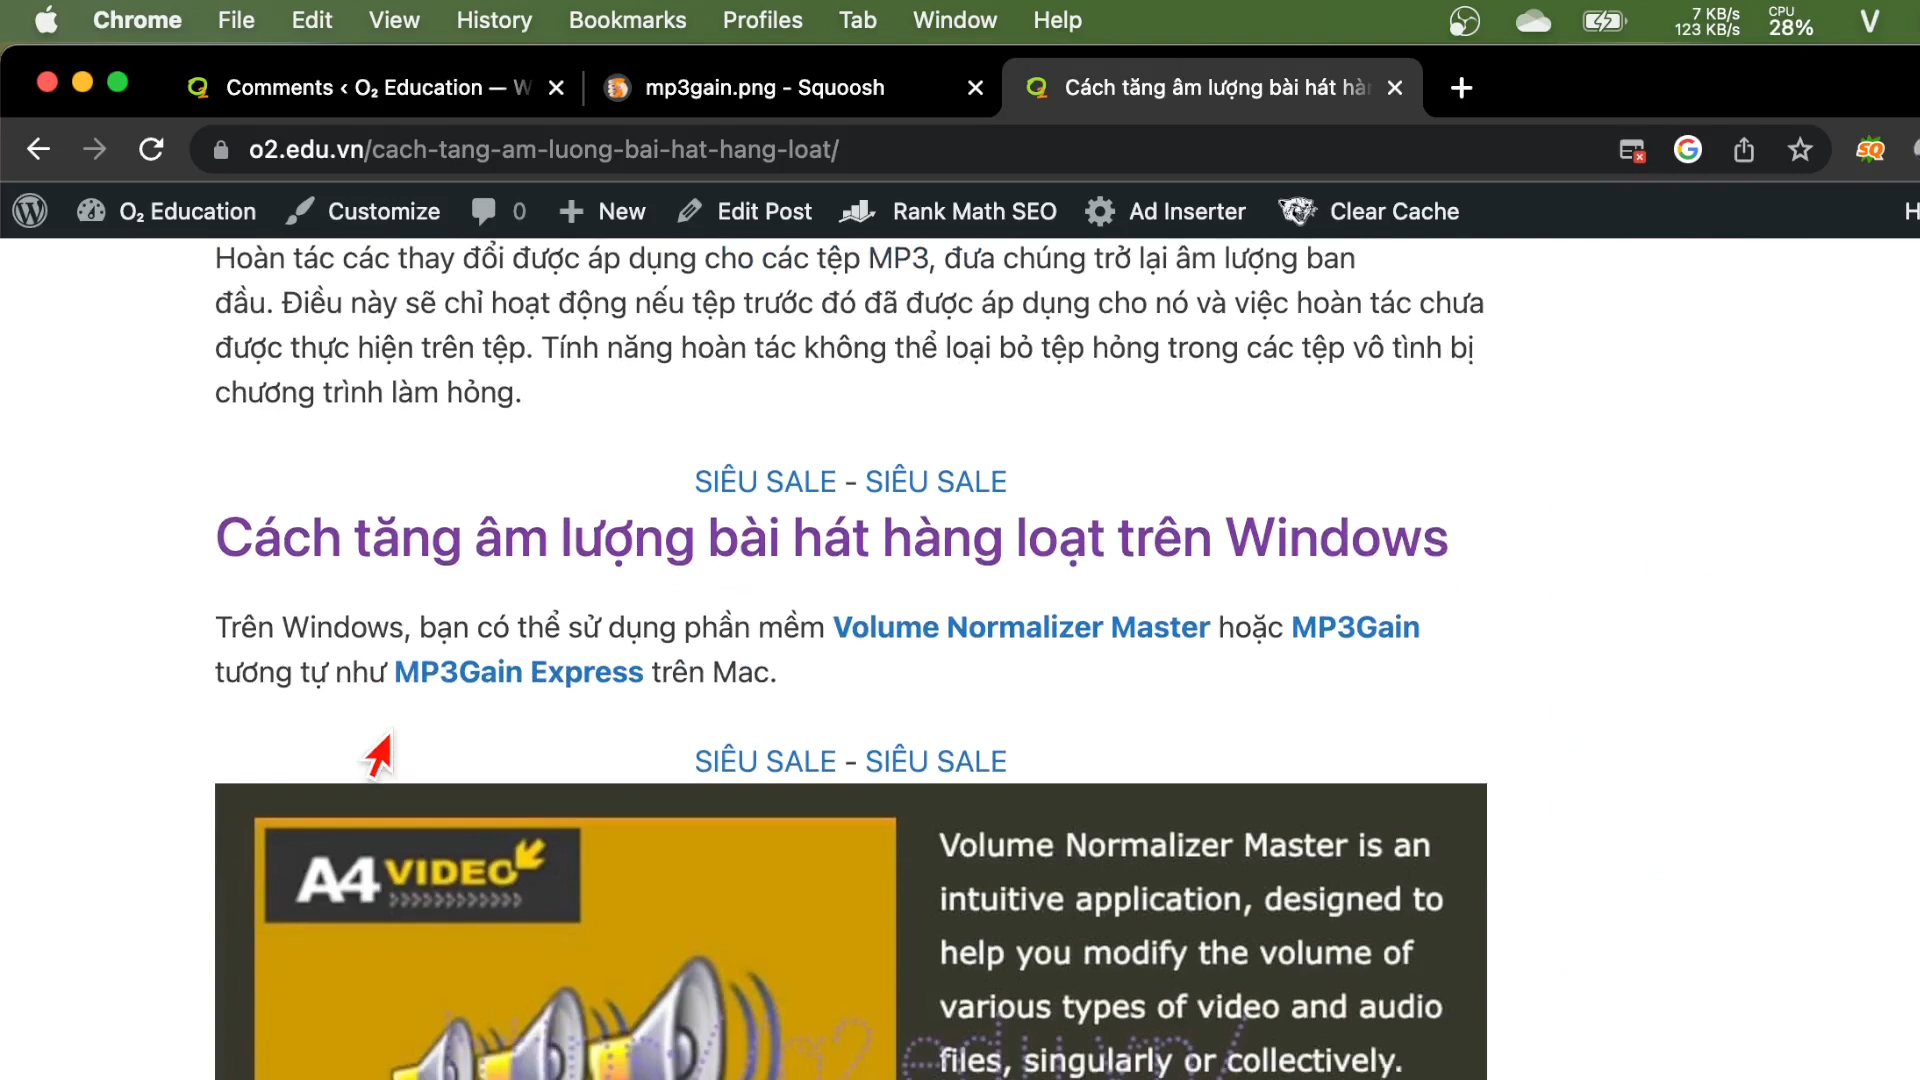 Chrome File Edit View History Bookmarks Profiles Tab Window Help
7 KB/s
123 KB/s
CPU
28%
V
Comments ‹ O₂ Education — W
mp3gain.png - Squoosh
Cách tăng âm lượng bài hát hà
o2.edu.vn/cach-tang-am-luong-bai-hat-hang-loat/
SQ
O₂ Education Customize 0 New Edit Post Rank Math SEO Ad Inserter Clear Cache H
Hoàn tác các thay đổi được áp dụng cho các tệp MP3, đưa chúng trở lại âm lượng ban
đầu. Điều này sẽ chỉ hoạt động nếu tệp trước đó đã được áp dụng cho nó và việc hoàn tác chưa
được thực hiện trên tệp. Tính năng hoàn tác không thể loại bỏ tệp hỏng trong các tệp vô tình bị
chương trình làm hỏng.
SIÊU SALE - SIÊU SALE
Cách tăng âm lượng bài hát hàng loạt trên Windows
Trên Windows, bạn có thể sử dụng phần mềm Volume Normalizer Master hoặc MP3Gain
tương tự như MP3Gain Express trên Mac.
SIÊU SALE - SIÊU SALE
A4 VIDEO
Volume Normalizer Master is an
intuitive application, designed to
help you modify the volume of
various types of video and audio
files, singularly or collectively.